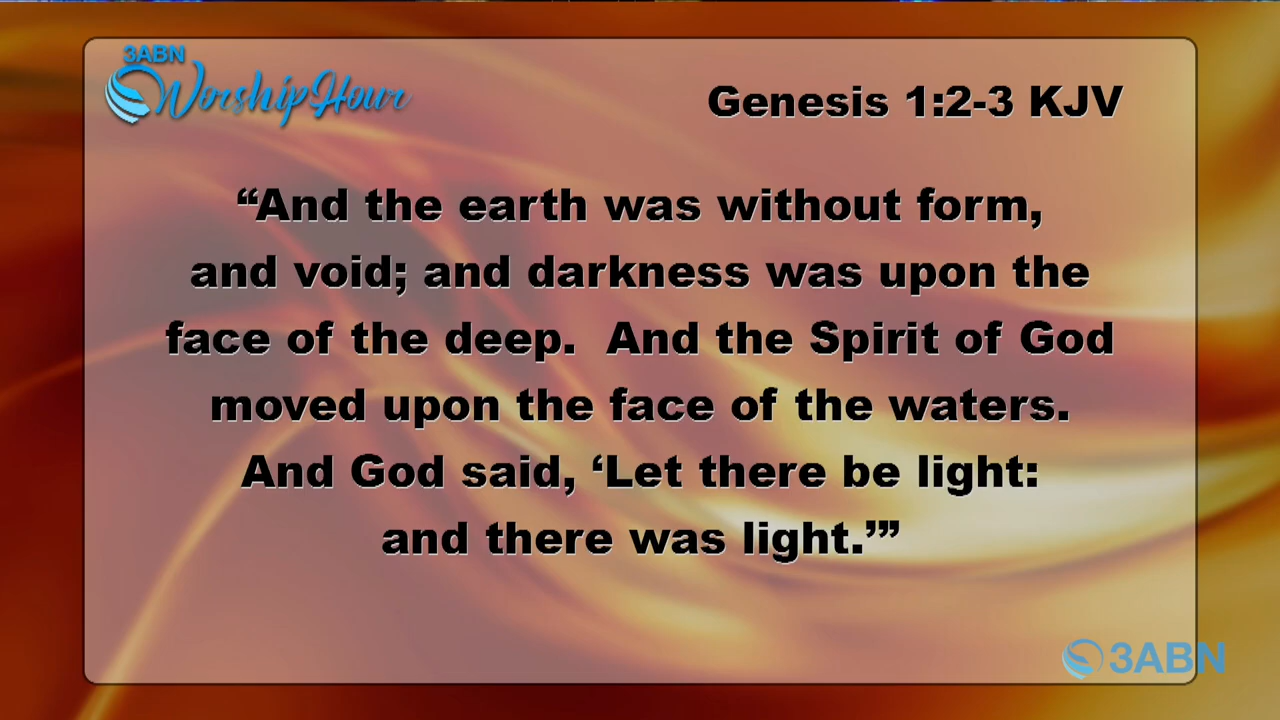 3ABN
Worship Hour
Genesis 1:2-3 KJV
“And the earth was without form,
and void; and darkness was upon the
face of the deep.  And the Spirit of God
moved upon the face of the waters.
And God said, ‘Let there be light:
and there was light.’”
3ABN